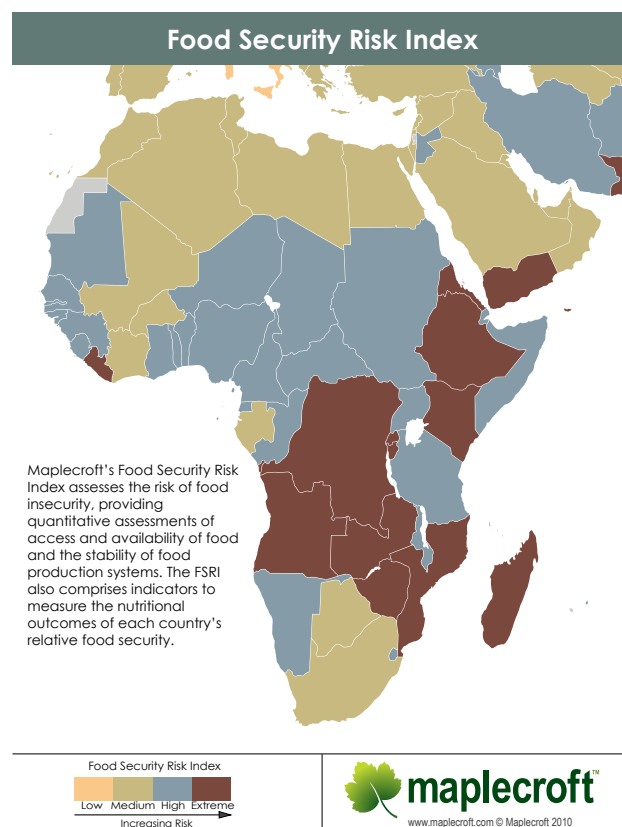 Food Security Risk Index
Maplecroft’s Food Security Risk
Index assesses the risk of food
insecurity, providing
quantitative assessments of
access and availability of food
and the stability of food
production systems. The FSRI
also comprises indicators to
measure the nutritional
outcomes of each country’s
relative food security.
Food Security Risk Index
Low Medium High Extreme
Increasing Risk
maplecroft™
www.maplecroft.com © Maplecroft 2010